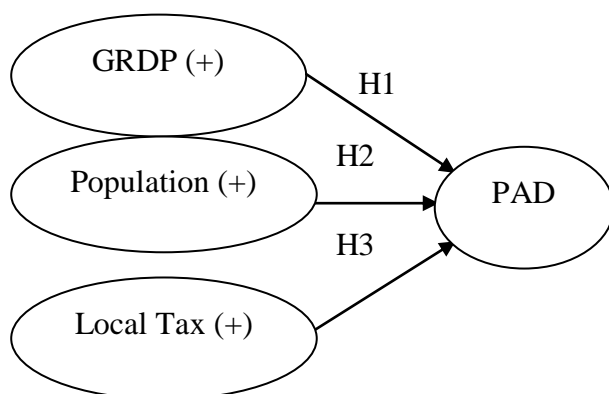 GRDP (+)
H1
H2
Population (+)
PAD
H3
Local Tax (+)